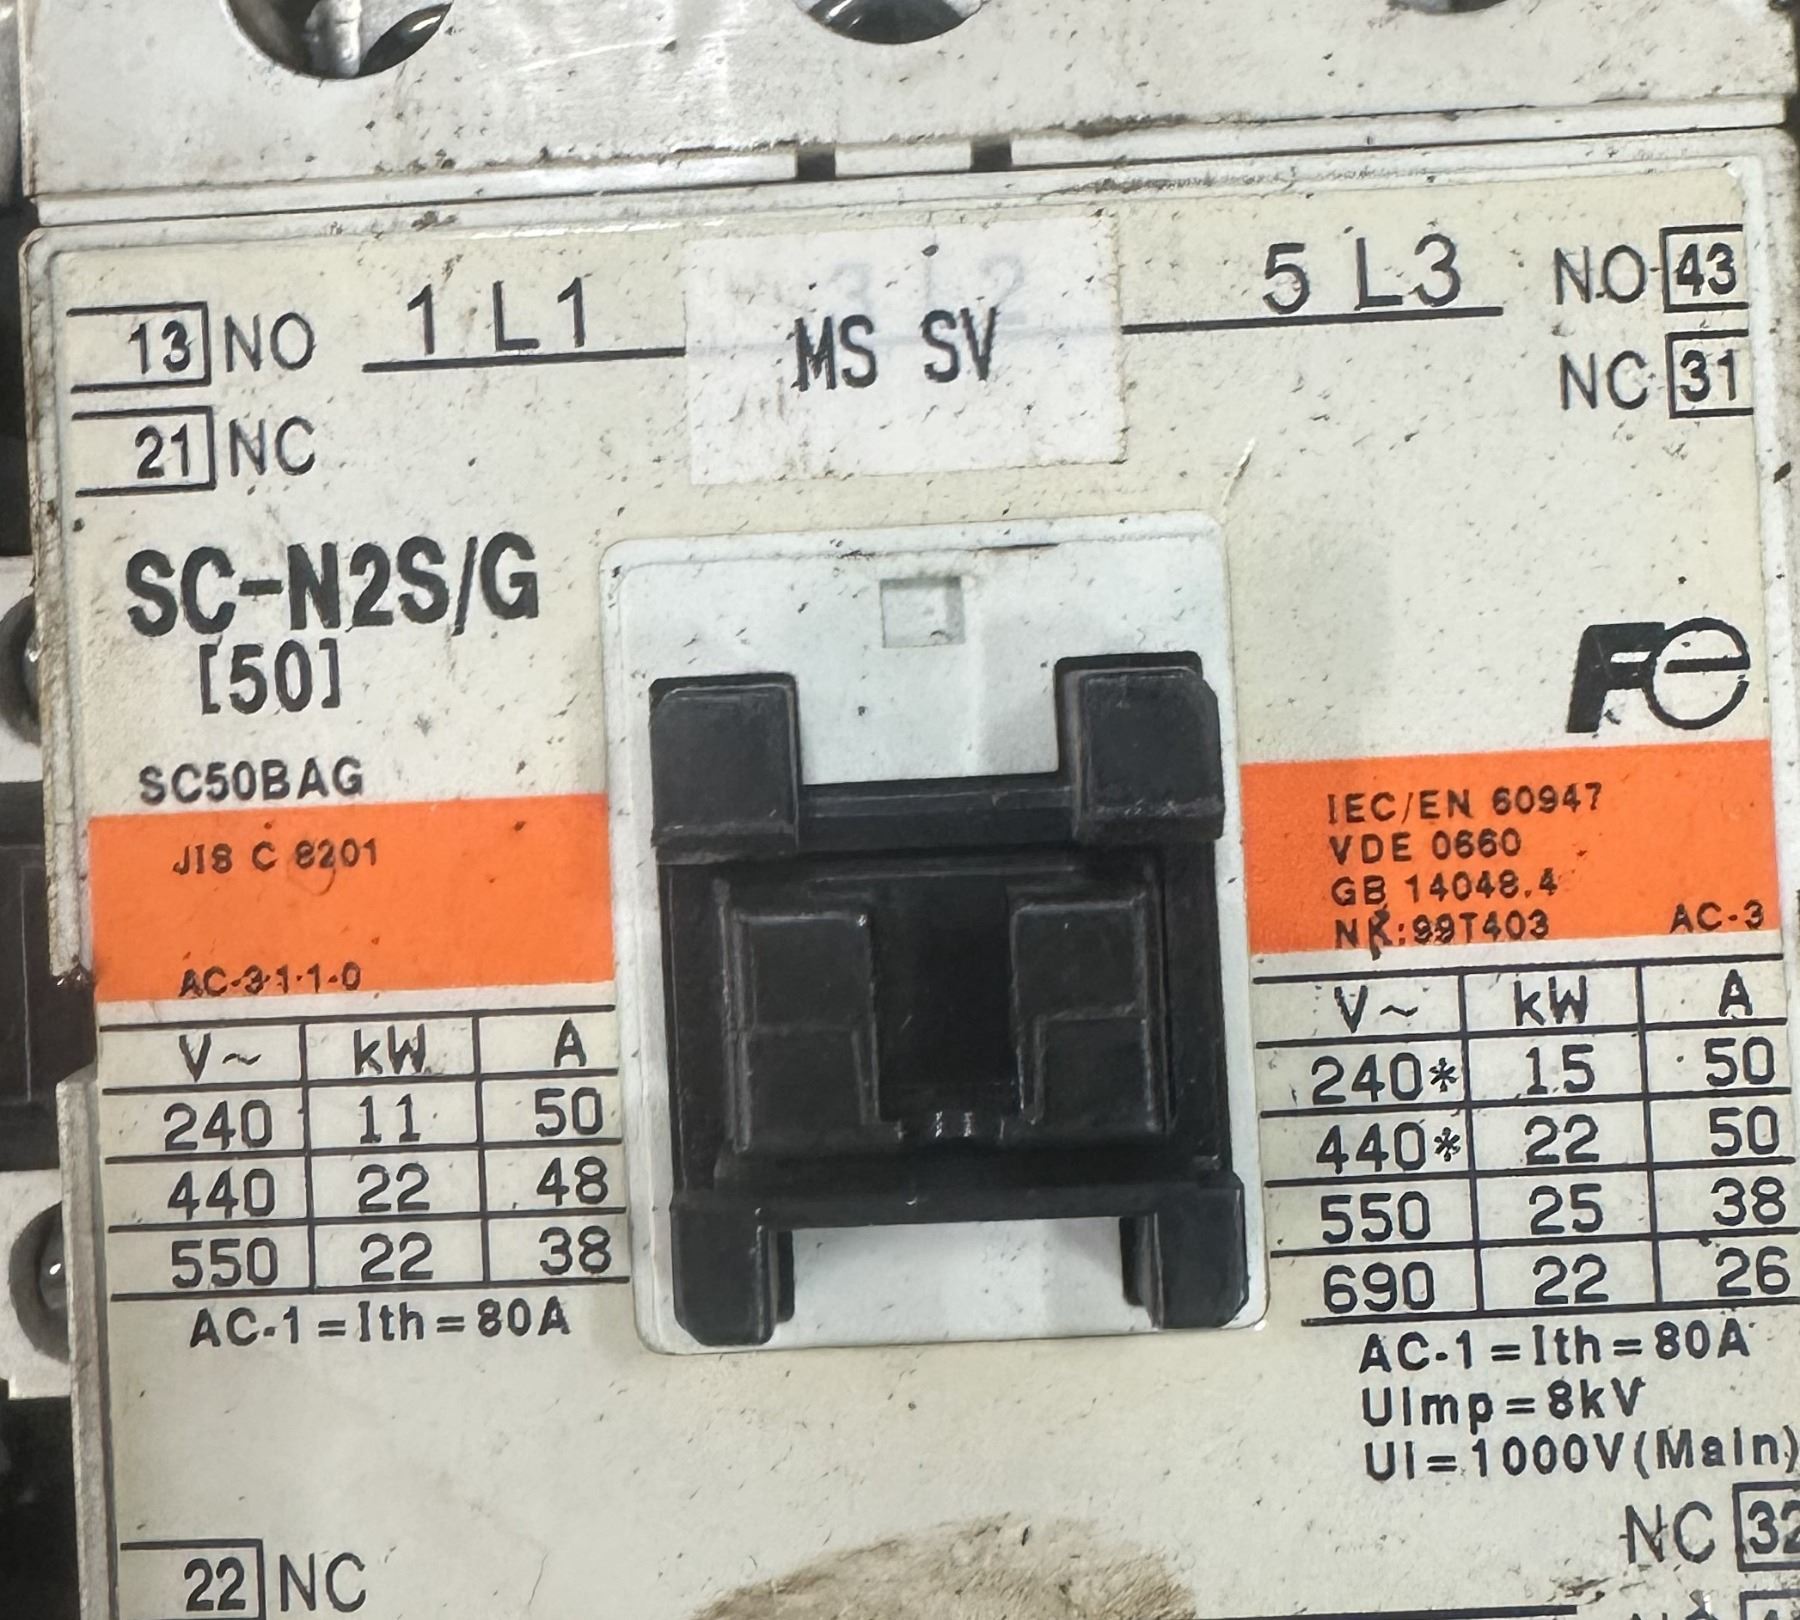 13 NO
1 L1
3 L2
MS SV
5 L3
NO 43
21 NC
NC 31
SC-N2S/G
[50]
SC50BAG
Fe
JIS C 8201
AC-3·1·1-0
V~ kW A
240 11 50
440 22 48
550 22 38
AC-1=Ith=80A
IEC/EN 60947
VDE 0660
GB 14048.4
NK:99T403 AC-3
V~ kW A
240* 15 50
440* 22 50
550 25 38
690 22 26
AC-1=Ith=80A
UImp=8kV
UI=1000V(Main)
22 NC
NC 32